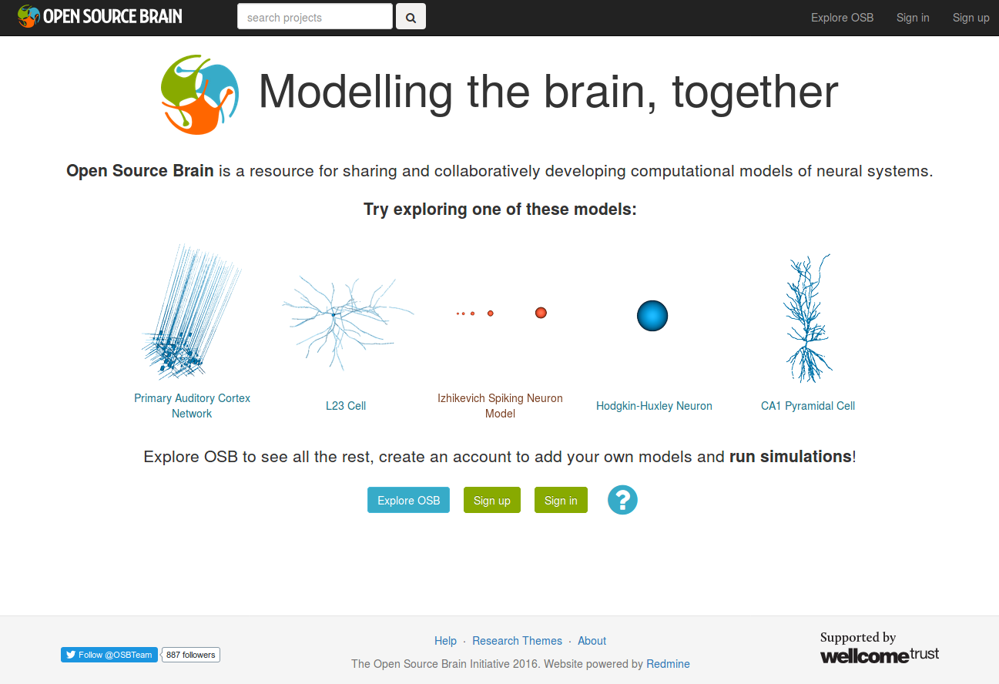 OPEN SOURCE BRAIN
search projects
Explore OSB
Sign in
Sign up
Modelling the brain, together
Open Source Brain is a resource for sharing and collaboratively developing computational models of neural systems.
Try exploring one of these models:
Primary Auditory Cortex
Network
L23 Cell
Izhikevich Spiking Neuron
Model
Hodgkin-Huxley Neuron
CA1 Pyramidal Cell
Explore OSB to see all the rest, create an account to add your own models and run simulations!
Explore OSB
Sign up
Sign in
?
Follow @OSBTeam
887 followers
Help · Research Themes · About
The Open Source Brain Initiative 2016. Website powered by Redmine
Supported by
wellcometrust